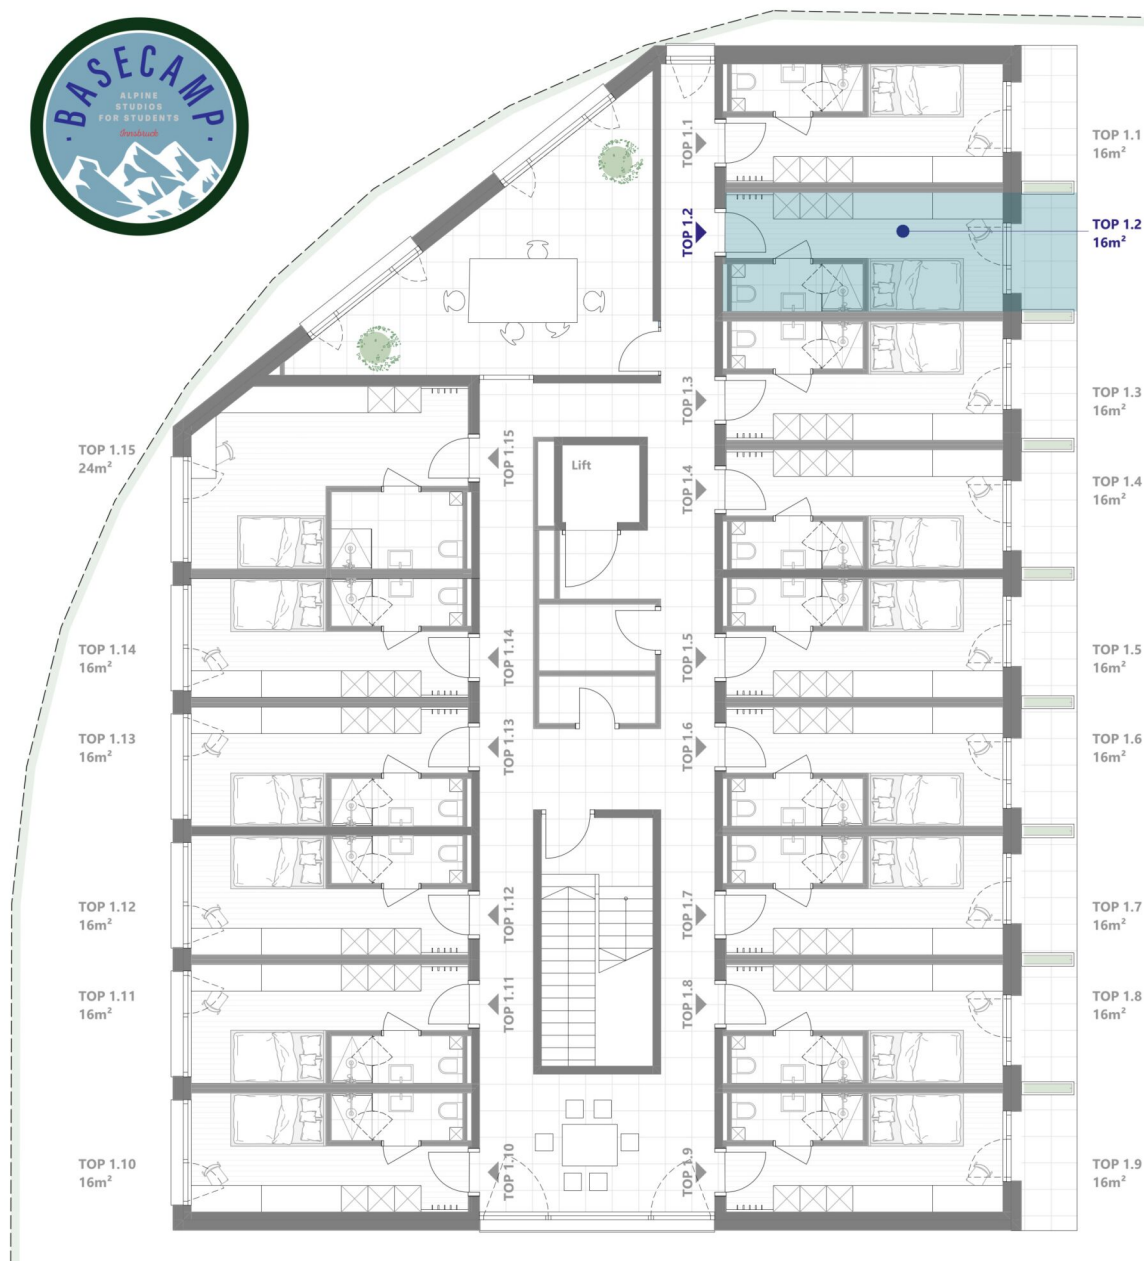 BASECAMP
ALPINE
STUDIOS
FOR STUDENTS
Innsbruck
TOP 1.1
TOP 1.1
16m²
TOP 1.2
TOP 1.2
16m²
TOP 1.3
TOP 1.3
16m²
TOP 1.15
24m²
TOP 1.15
Lift
TOP 1.4
TOP 1.4
16m²
TOP 1.14
16m²
TOP 1.14
TOP 1.5
TOP 1.5
16m²
TOP 1.13
16m²
TOP 1.13
TOP 1.6
TOP 1.6
16m²
TOP 1.12
16m²
TOP 1.12
TOP 1.7
TOP 1.7
16m²
TOP 1.11
16m²
TOP 1.11
TOP 1.8
TOP 1.8
16m²
TOP 1.10
16m²
TOP 1.10
TOP 1.9
TOP 1.9
16m²